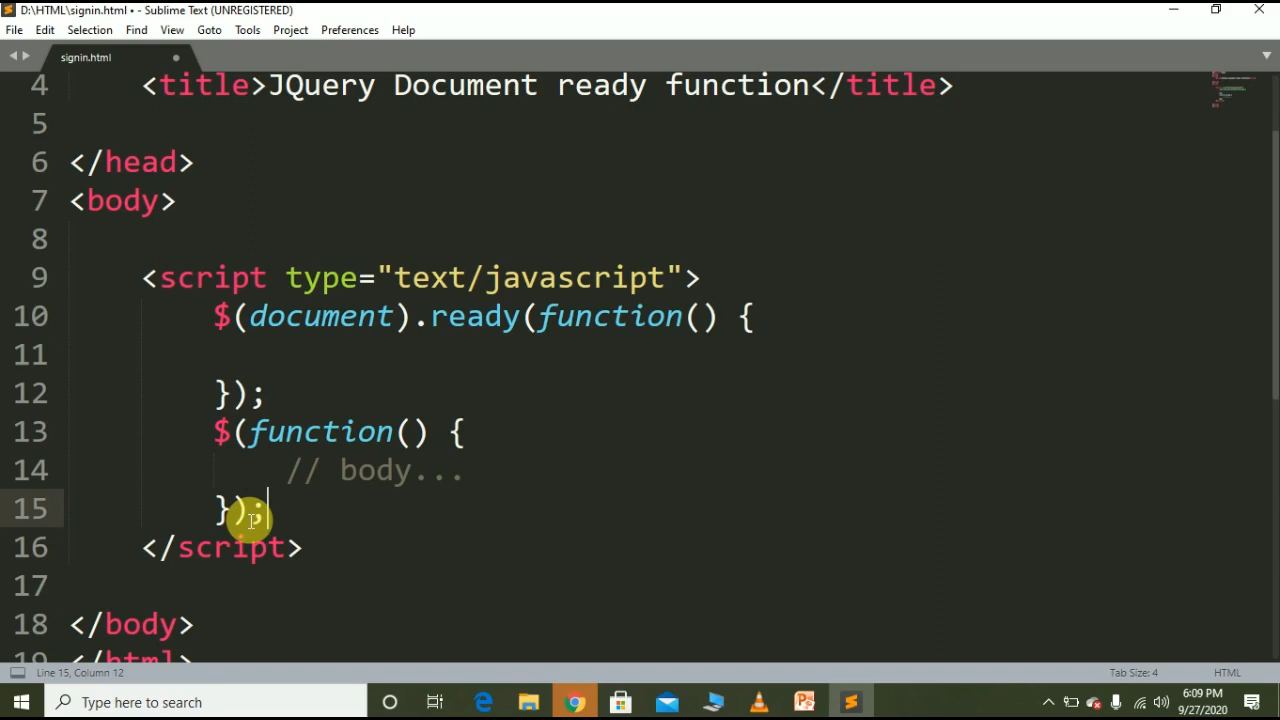 D:\HTML\signin.html • - Sublime Text (UNREGISTERED)
File Edit Selection Find View Goto Tools Project Preferences Help
signin.html
4 <title>JQuery Document ready function</title>
5
6 </head>
7 <body>
8
9 <script type="text/javascript">
10 $(document).ready(function() {
11
12 });
13 $(function() {
14 // body...
15 });
16 </script>
17
18 </body>
19 </html>
Line 15, Column 12 Tab Size: 4 HTML
Type here to search
6:09 PM
9/27/2020